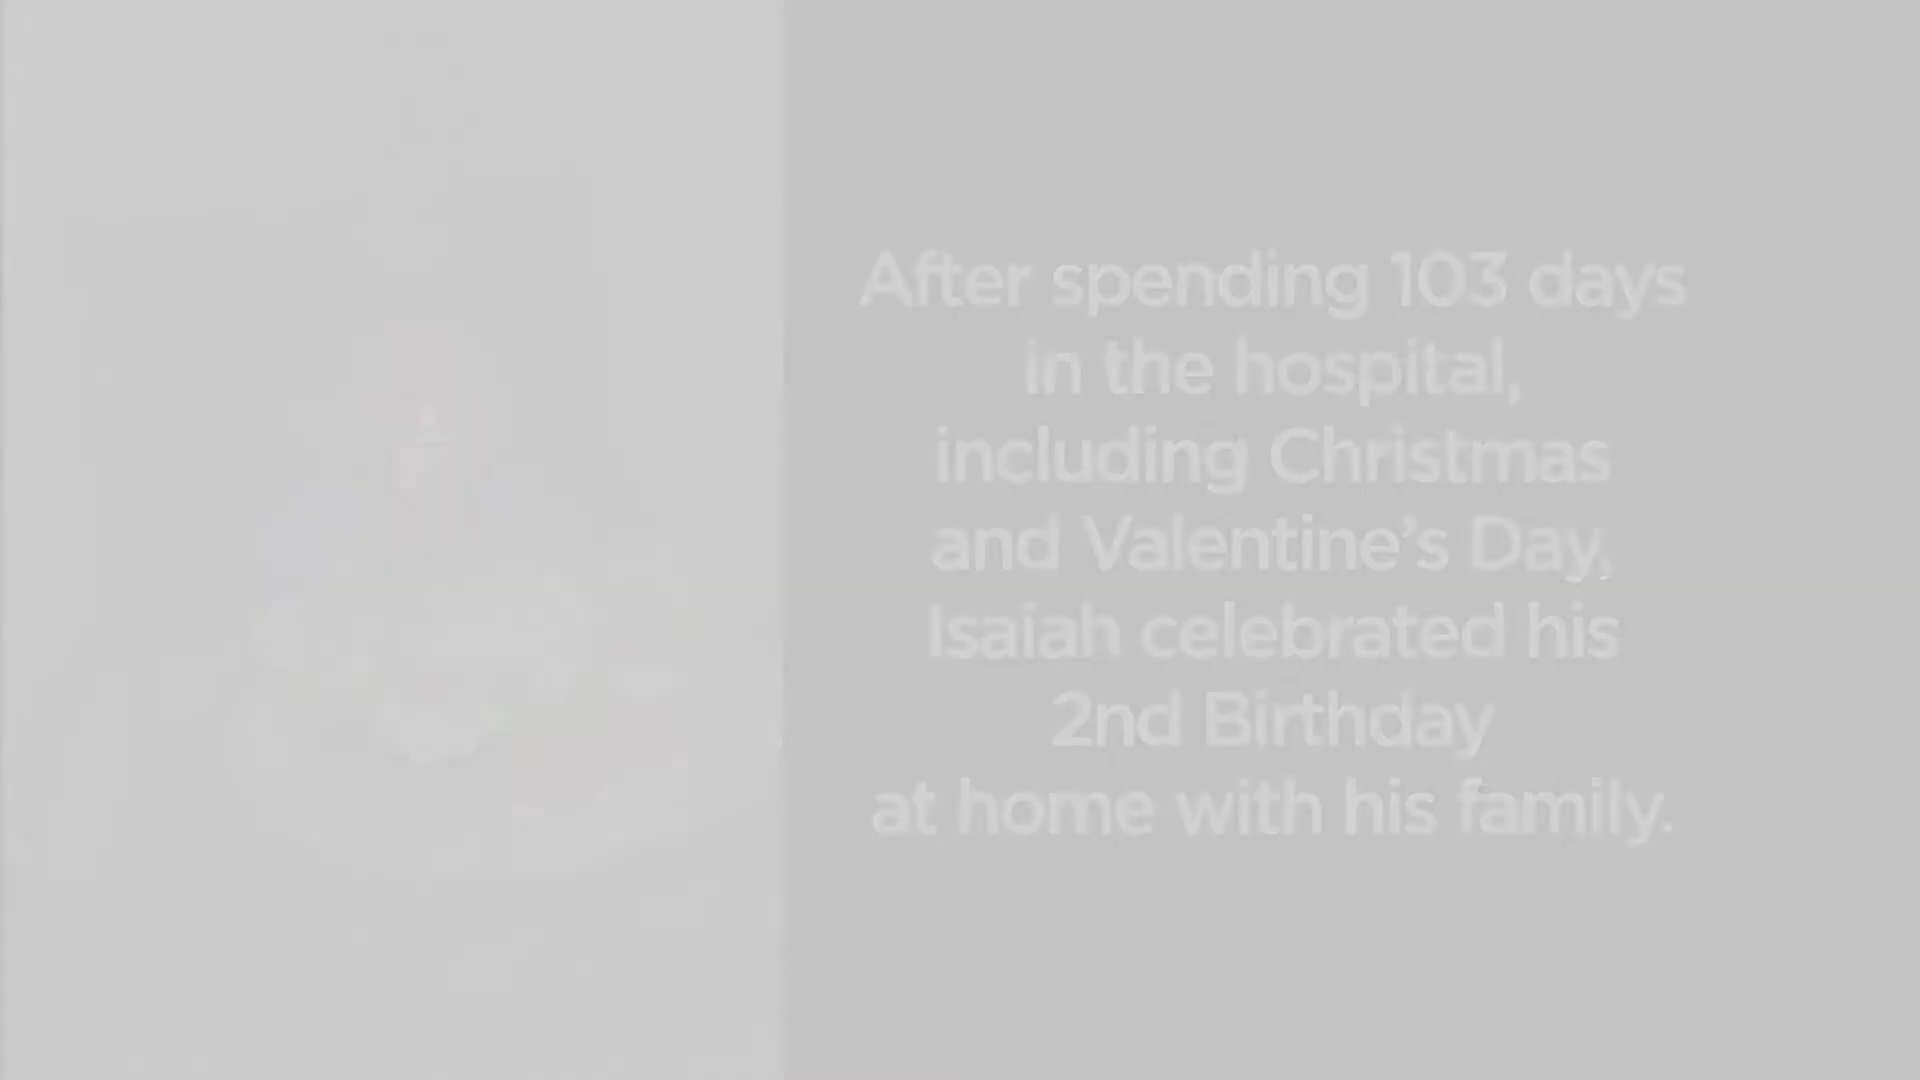 After spending 103 days
in the hospital,
including Christmas
and Valentine’s Day,
Isaiah celebrated his
2nd Birthday
at home with his family.